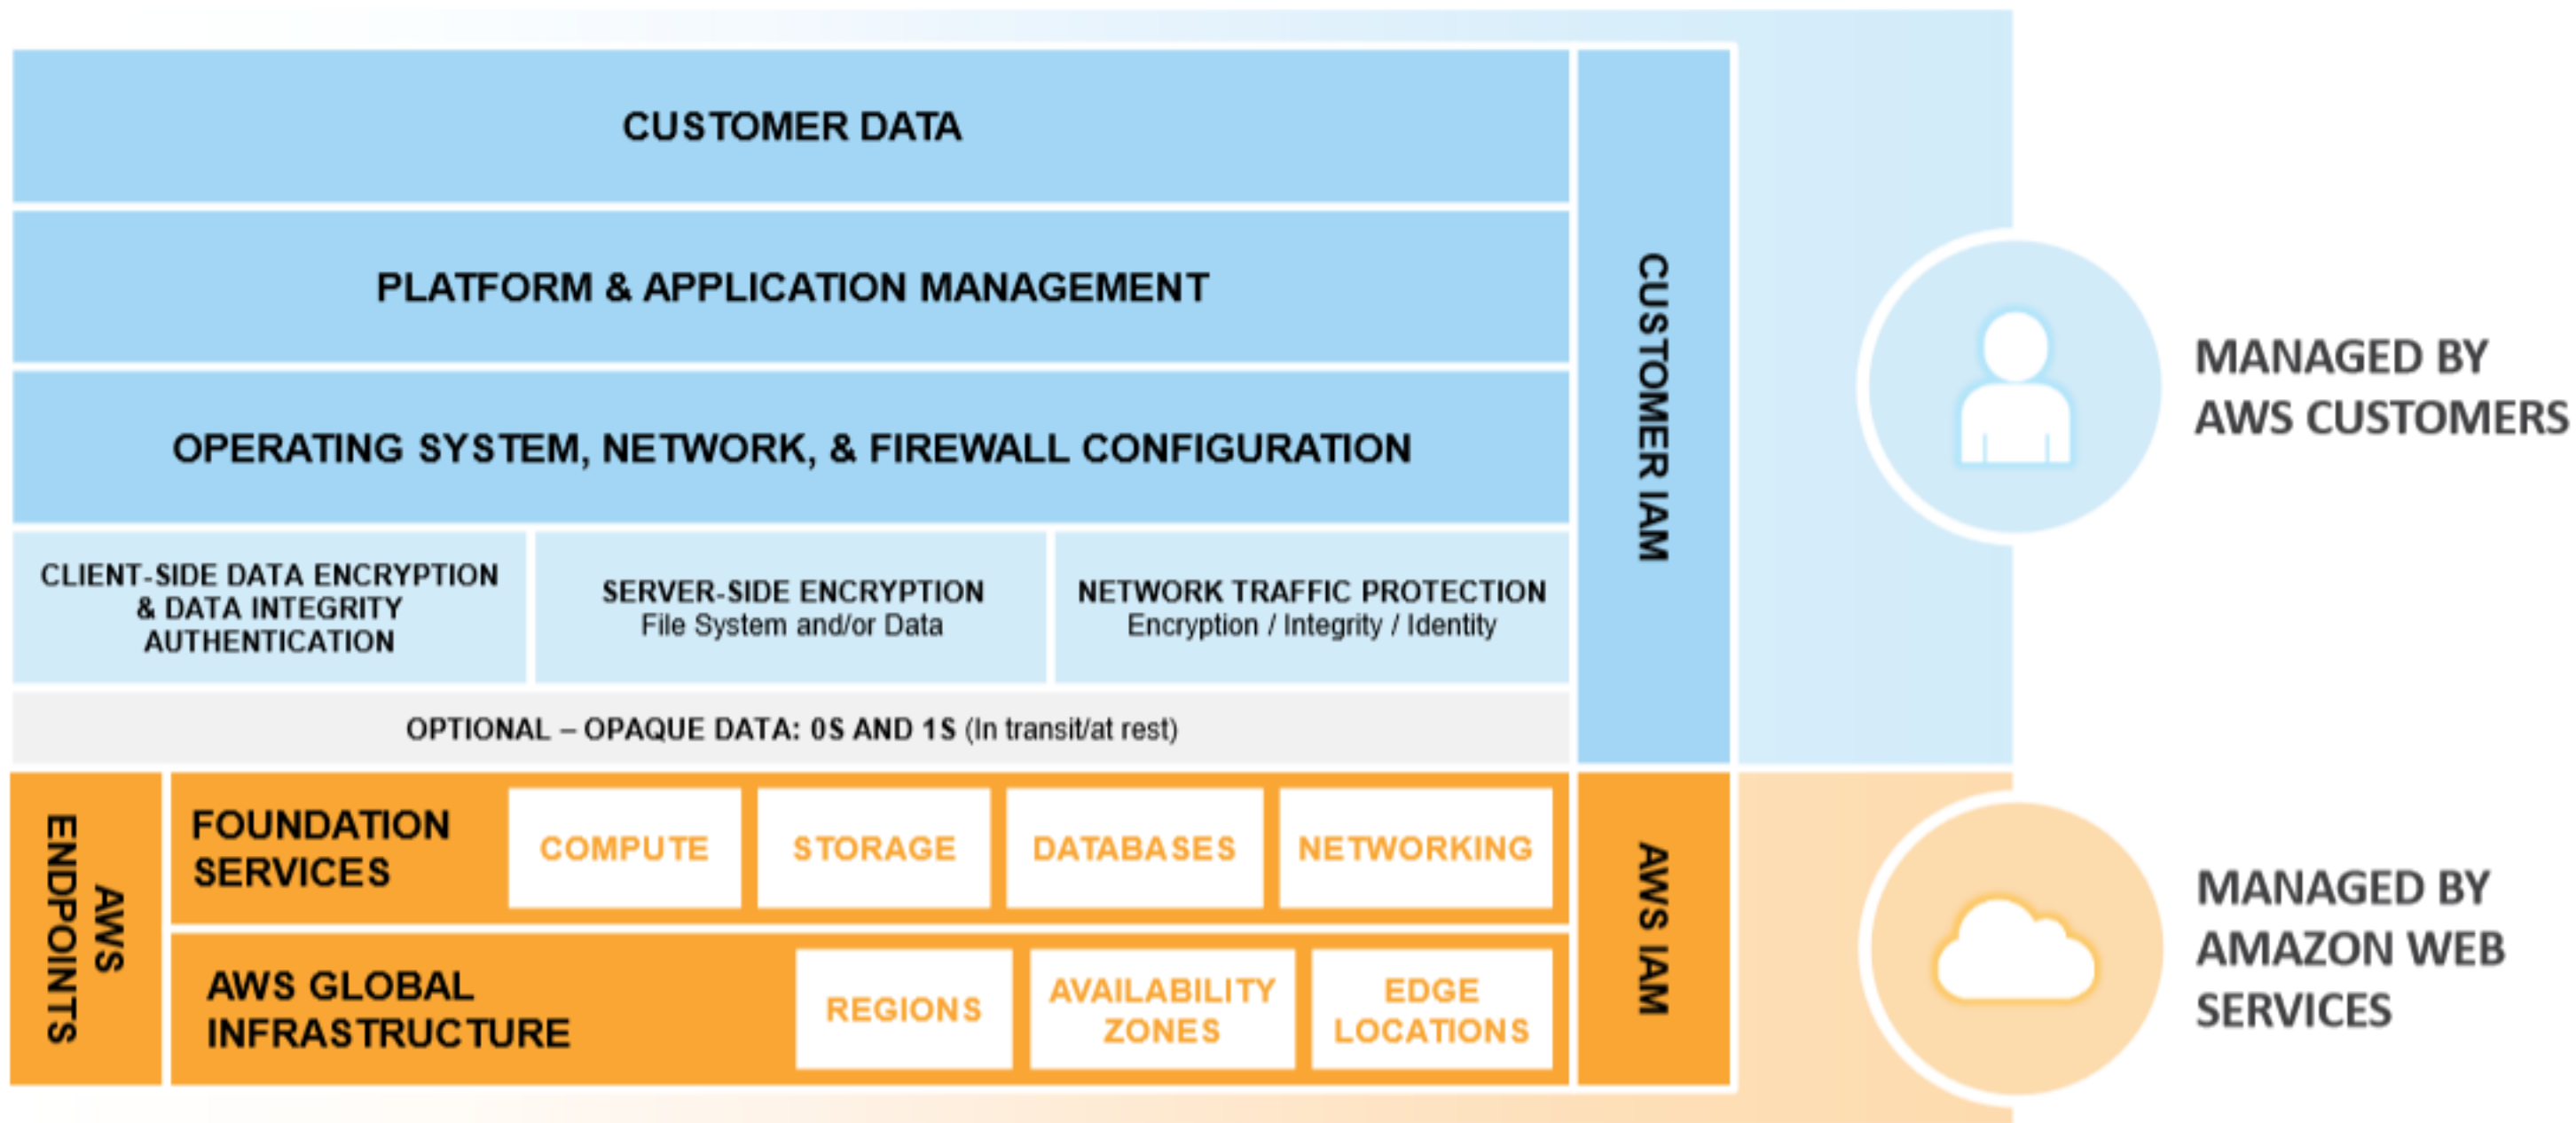 CUSTOMER DATA
PLATFORM & APPLICATION MANAGEMENT
OPERATING SYSTEM, NETWORK, & FIREWALL CONFIGURATION
CLIENT-SIDE DATA ENCRYPTION
& DATA INTEGRITY
AUTHENTICATION
SERVER-SIDE ENCRYPTION
File System and/or Data
NETWORK TRAFFIC PROTECTION
Encryption / Integrity / Identity
OPTIONAL – OPAQUE DATA: 0S AND 1S (In transit/at rest)
CUSTOMER IAM
MANAGED BY
AWS CUSTOMERS
AWS
ENDPOINTS
FOUNDATION
SERVICES
COMPUTE
STORAGE
DATABASES
NETWORKING
AWS GLOBAL
INFRASTRUCTURE
REGIONS
AVAILABILITY
ZONES
EDGE
LOCATIONS
AWS IAM
MANAGED BY
AMAZON WEB
SERVICES